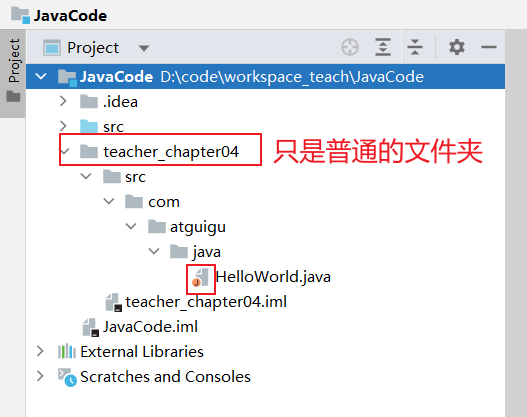 JavaCode
Project
Project
JavaCode D:\code\workspace_teach\JavaCode
.idea
src
teacher_chapter04 只是普通的文件夹
src
com
atguigu
java
HelloWorld.java
teacher_chapter04.iml
JavaCode.iml
External Libraries
Scratches and Consoles